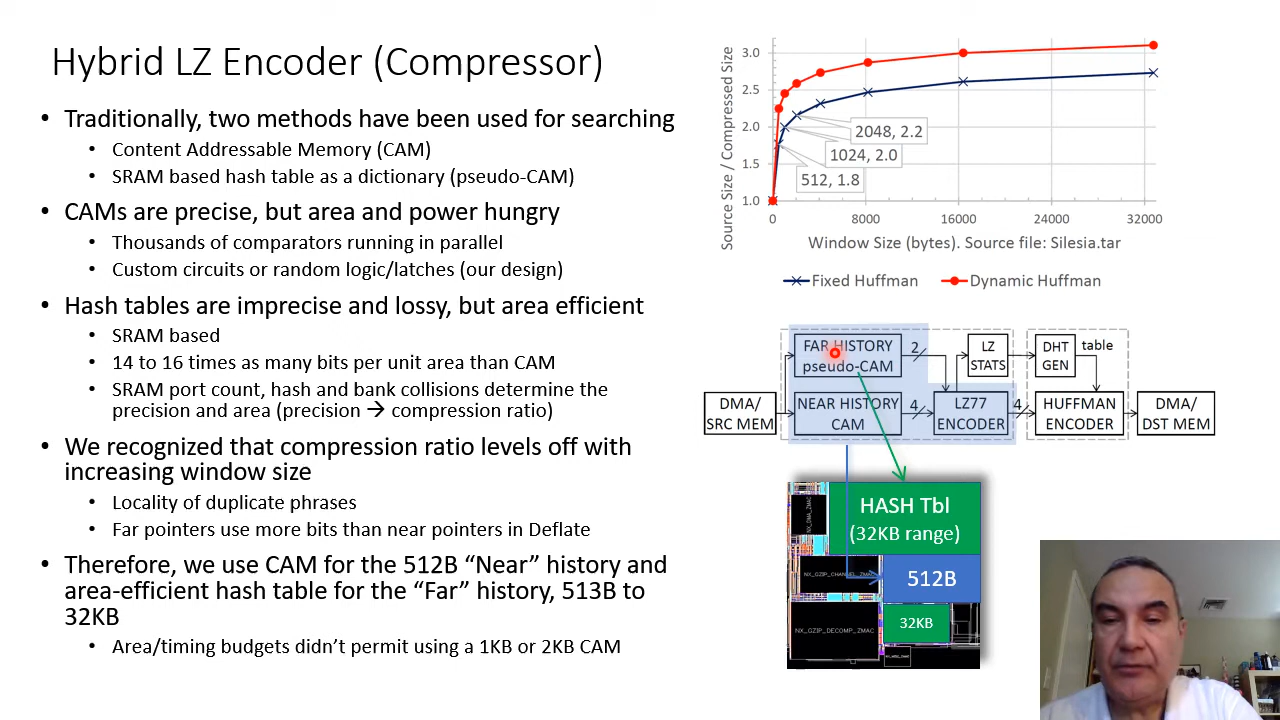 Hybrid LZ Encoder (Compressor)
• Traditionally, two methods have been used for searching
• Content Addressable Memory (CAM)
• SRAM based hash table as a dictionary (pseudo-CAM)
• CAMs are precise, but area and power hungry
• Thousands of comparators running in parallel
• Custom circuits or random logic/latches (our design)
• Hash tables are imprecise and lossy, but area efficient
• SRAM based
• 14 to 16 times as many bits per unit area than CAM
• SRAM port count, hash and bank collisions determine the
precision and area (precision → compression ratio)
• We recognized that compression ratio levels off with
increasing window size
• Locality of duplicate phrases
• Far pointers use more bits than near pointers in Deflate
• Therefore, we use CAM for the 512B “Near” history and
area-efficient Hash table for the “Far” history, 513B to
32KB
• Area/timing budgets didn’t permit using a 1KB or 2KB CAM
Source Size / Compressed Size
3.0
2.5
2.0
1.5
1.0
2048, 2.2
1024, 2.0
512, 1.8
0 8000 16000 24000 32000
Window Size (bytes). Source file: Silesia.tar
Fixed Huffman Dynamic Huffman
FAR HISTORY
pseudo-CAM
2
LZ
STATS
DHT
GEN
table
DMA/
SRC MEM
NEAR HISTORY
CAM
4
LZ77
ENCODER
4
HUFFMAN
ENCODER
DMA/
DST MEM
HASH Tbl
(32KB range)
NX_DMA_ZMAC
NX_GZIP_CHANNEL_ZMAC
512B
32KB
NX_GZIP_DECOMP_ZMAC